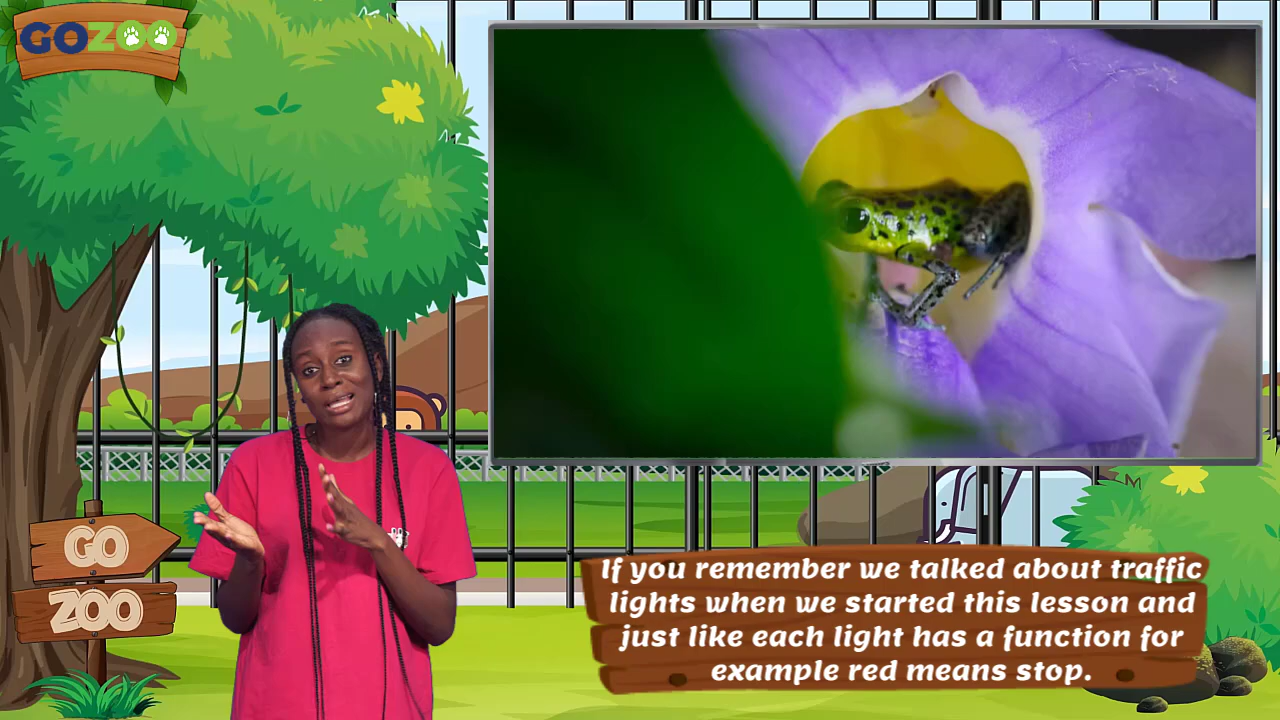 GOZOO
GO
ZOO
If you remember we talked about traffic
lights when we started this lesson and
just like each light has a function for
example red means stop.